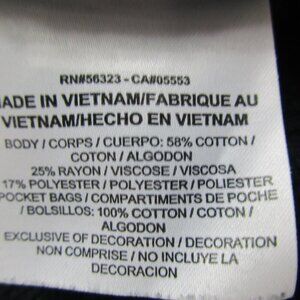 RN#56323 - CA#05553
MADE IN VIETNAM/FABRIQUE AU
VIETNAM/HECHO EN VIETNAM
BODY / CORPS / CUERPO: 58% COTTON /
COTON / ALGODON
25% RAYON / VISCOSE / VISCOSA
17% POLYESTER / POLYESTER / POLIESTER
POCKET BAGS / COMPARTIMENTS DE POCHE
/ BOLSILLOS: 100% COTTON / COTON /
ALGODON
EXCLUSIVE OF DECORATION / DECORATION
NON COMPRISE / NO INCLUYE LA
DECORACION